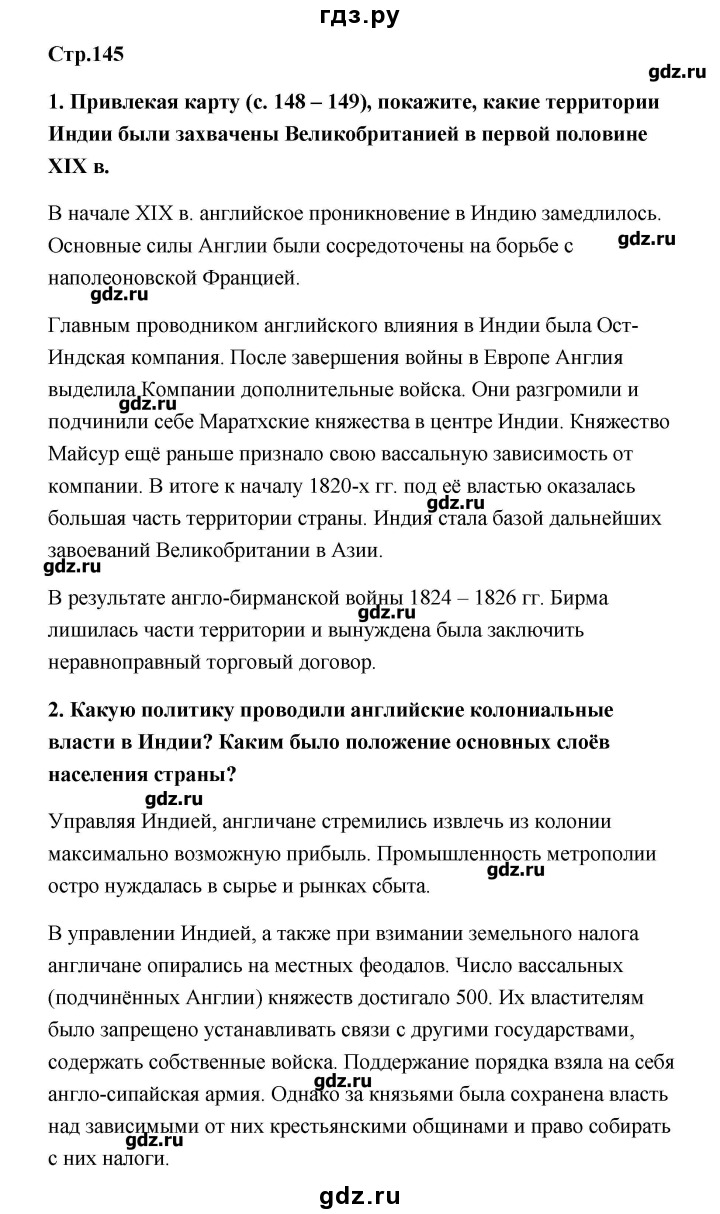 гдз.ру
Стр.145
gdz.ru
1. Привлекая карту (с. 148 – 149), покажите, какие территории
Индии были захвачены Великобританией в первой половине
XIX в.
В начале XIX в. английское проникновение в Индию замедлилось.
Основные силы Англии были сосредоточены на борьбе с
gdz.ru
наполеоновской Францией.
gdz.ru
Главным проводником английского влияния в Индии была Ост-
Индская компания. После завершения войны в Европе Англия
выделила Компании дополнительные войска. Они разгромили и
gdz.ru
подчинили себе Маратхские княжества в центре Индии. Княжество
Майсур ещё раньше признало свою вассальную зависимость от
компании. В итоге к началу 1820-х гг. под её властью оказалась
gdz.ru
большая часть территории страны. Индия стала базой дальнейших
завоеваний Великобритании в Азии.
gdz.ru
В результате англо-бирманской войны 1824 – 1826 гг. Бирма
gdz.ru
лишилась части территории и вынуждена была заключить
неравноправный торговый договор.
2. Какую политику проводили английские колониальные
власти в Индии? Каким было положение основных слоёв
населения страны?
gdz.ru
Управляя Индией, англичане стремились извлечь из колонии
максимально возможную прибыль. Промышленность метрополии
gdz.ru
остро нуждалась в сырье и рынках сбыта.
В управлении Индией, а также при взимании земельного налога
англичане опирались на местных феодалов. Число вассальных
(подчинённых Англии) княжеств достигало 500. Их властителям
было запрещено устанавливать связи с другими государствами,
содержать собственные войска. Поддержание порядка взяла на себя
gdz.ru
англо-сипайская армия. Однако за князьями была сохранена власть
над зависимыми от них крестьянскими общинами и право собирать
gdz.ru
с них налоги.
gdz.ru